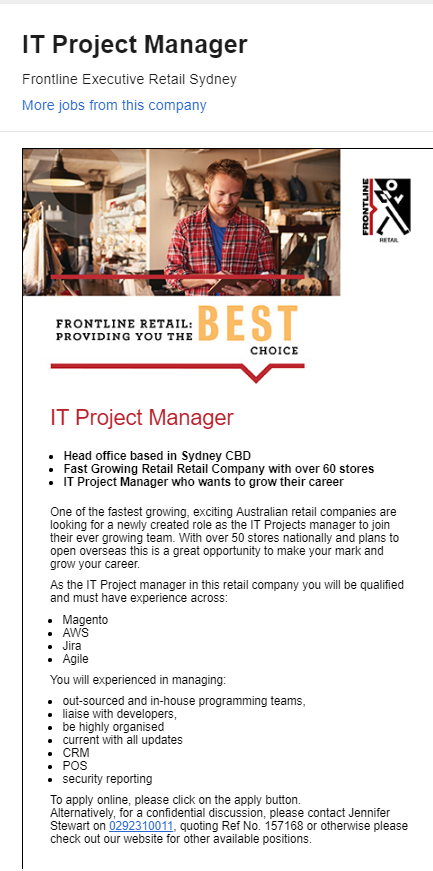 IT Project Manager
Frontline Executive Retail Sydney
More jobs from this company
FRONTLINE
RETAIL
FRONTLINE RETAIL:
PROVIDING YOU THE BEST
CHOICE
IT Project Manager
Head office based in Sydney CBD
Fast Growing Retail Retail Company with over 60 stores
IT Project Manager who wants to grow their career
One of the fastest growing, exciting Australian retail companies are
looking for a newly created role as the IT Projects manager to join
their ever growing team. With over 50 stores nationally and plans to
open overseas this is a great opportunity to make your mark and
grow your career.
As the IT Project manager in this retail company you will be qualified
and must have experience across:
Magento
AWS
Jira
Agile
You will experienced in managing:
out-sourced and in-house programming teams,
liaise with developers,
be highly organised
current with all updates
CRM
POS
security reporting
To apply online, please click on the apply button.
Alternatively, for a confidential discussion, please contact Jennifer
Stewart on 0292310011, quoting Ref No. 157168 or otherwise please
check out our website for other available positions.